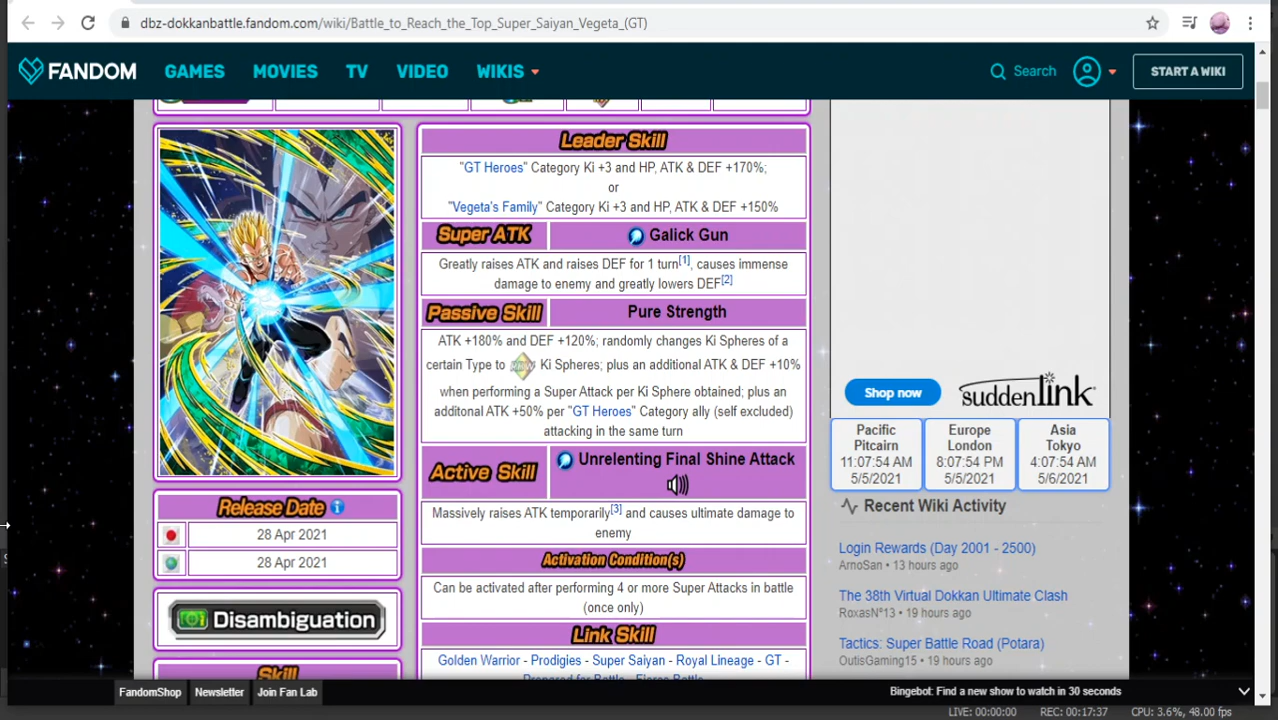 dbz-dokkanbattle.fandom.com/wiki/Battle_to_Reach_the_Top_Super_Saiyan_Vegeta_(GT)
FANDOM GAMES MOVIES TV VIDEO WIKIS Search START A WIKI
Leader Skill
"GT Heroes" Category Ki +3 and HP, ATK & DEF +170%;
or
"Vegeta's Family" Category Ki +3 and HP, ATK & DEF +150%
Super ATK Galick Gun
Greatly raises ATK and raises DEF for 1 turn[1], causes immense
damage to enemy and greatly lowers DEF[2]
Passive Skill Pure Strength
ATK +180% and DEF +120%; randomly changes Ki Spheres of a
certain Type to Ki Spheres; plus an additional ATK & DEF +10%
when performing a Super Attack per Ki Sphere obtained; plus an
additonal ATK +50% per "GT Heroes" Category ally (self excluded)
attacking in the same turn
Active Skill Unrelenting Final Shine Attack
Massively raises ATK temporarily[3] and causes ultimate damage to
enemy
Activation Condition(s)
Can be activated after performing 4 or more Super Attacks in battle
(once only)
Link Skill
Golden Warrior - Prodigies - Super Saiyan - Royal Lineage - GT -
Prepared for Battle - Fierce Battle
Release Date
28 Apr 2021
28 Apr 2021
Disambiguation
Skill
Shop now suddenlink
Pacific
Pitcairn
11:07:54 AM
5/5/2021
Europe
London
8:07:54 PM
5/5/2021
Asia
Tokyo
4:07:54 AM
5/6/2021
Recent Wiki Activity
Login Rewards (Day 2001 - 2500)
ArnoSan • 13 hours ago
The 38th Virtual Dokkan Ultimate Clash
RoxasNº13 • 19 hours ago
Tactics: Super Battle Road (Potara)
OutisGaming15 • 19 hours ago
FandomShop Newsletter Join Fan Lab Bingebot: Find a new show to watch in 30 seconds
LIVE: 00:00:00 REC: 00:17:37 CPU: 3.6%, 48.00 fps